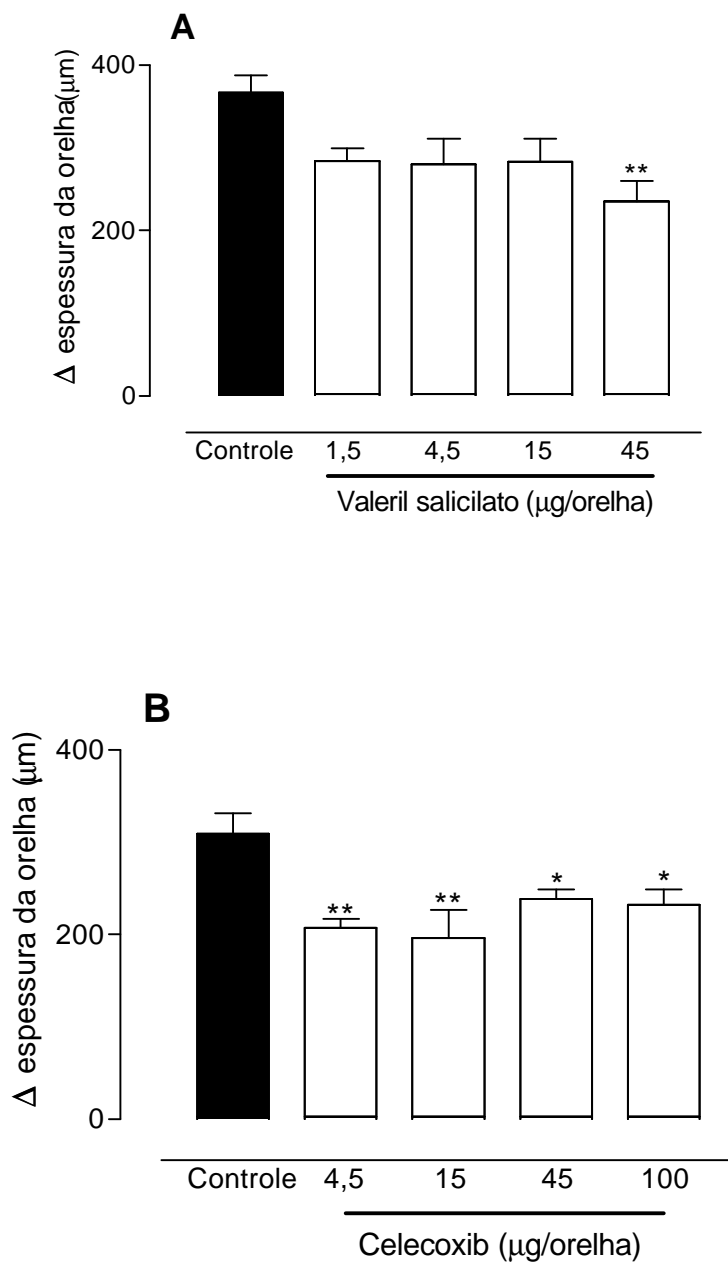 A
Δ espessura da orelha(μm)
400
200
0
**
Controle 1,5 4,5 15 45
Valeril salicilato (μg/orelha)
B
Δ espessura da orelha (μm)
400
200
0
** ** * *
Controle 4,5 15 45 100
Celecoxib (μg/orelha)